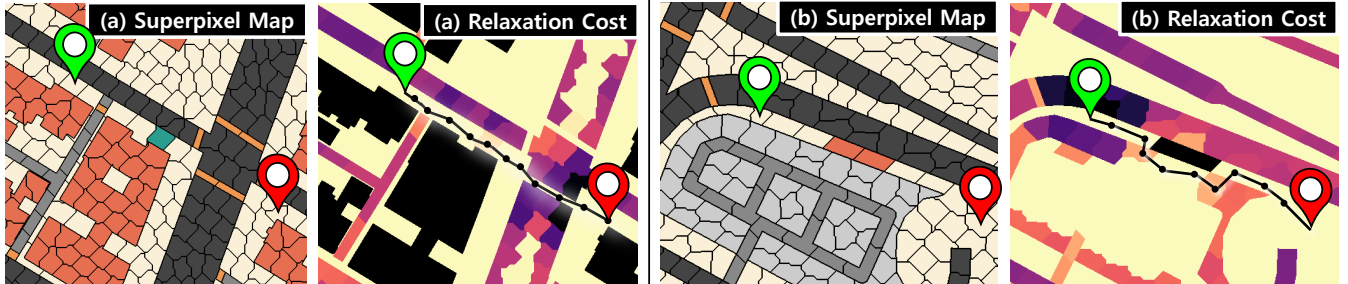 (a) Superpixel Map
(a) Relaxation Cost
(b) Superpixel Map
(b) Relaxation Cost